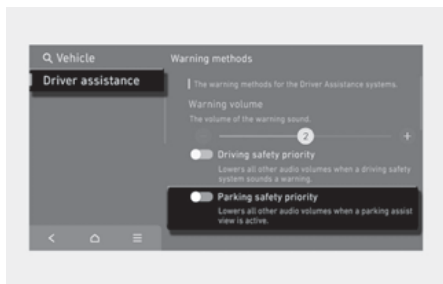 Vehicle
Warning methods
Driver assistance
The warning methods for the Driver Assistance systems.
Warning volume
The volume of the warning sound.
2
+
Driving safety priority
Lowers all other audio volumes when a driving safety
system sounds a warning.
Parking safety priority
Lowers all other audio volumes when a parking assist
view is active.